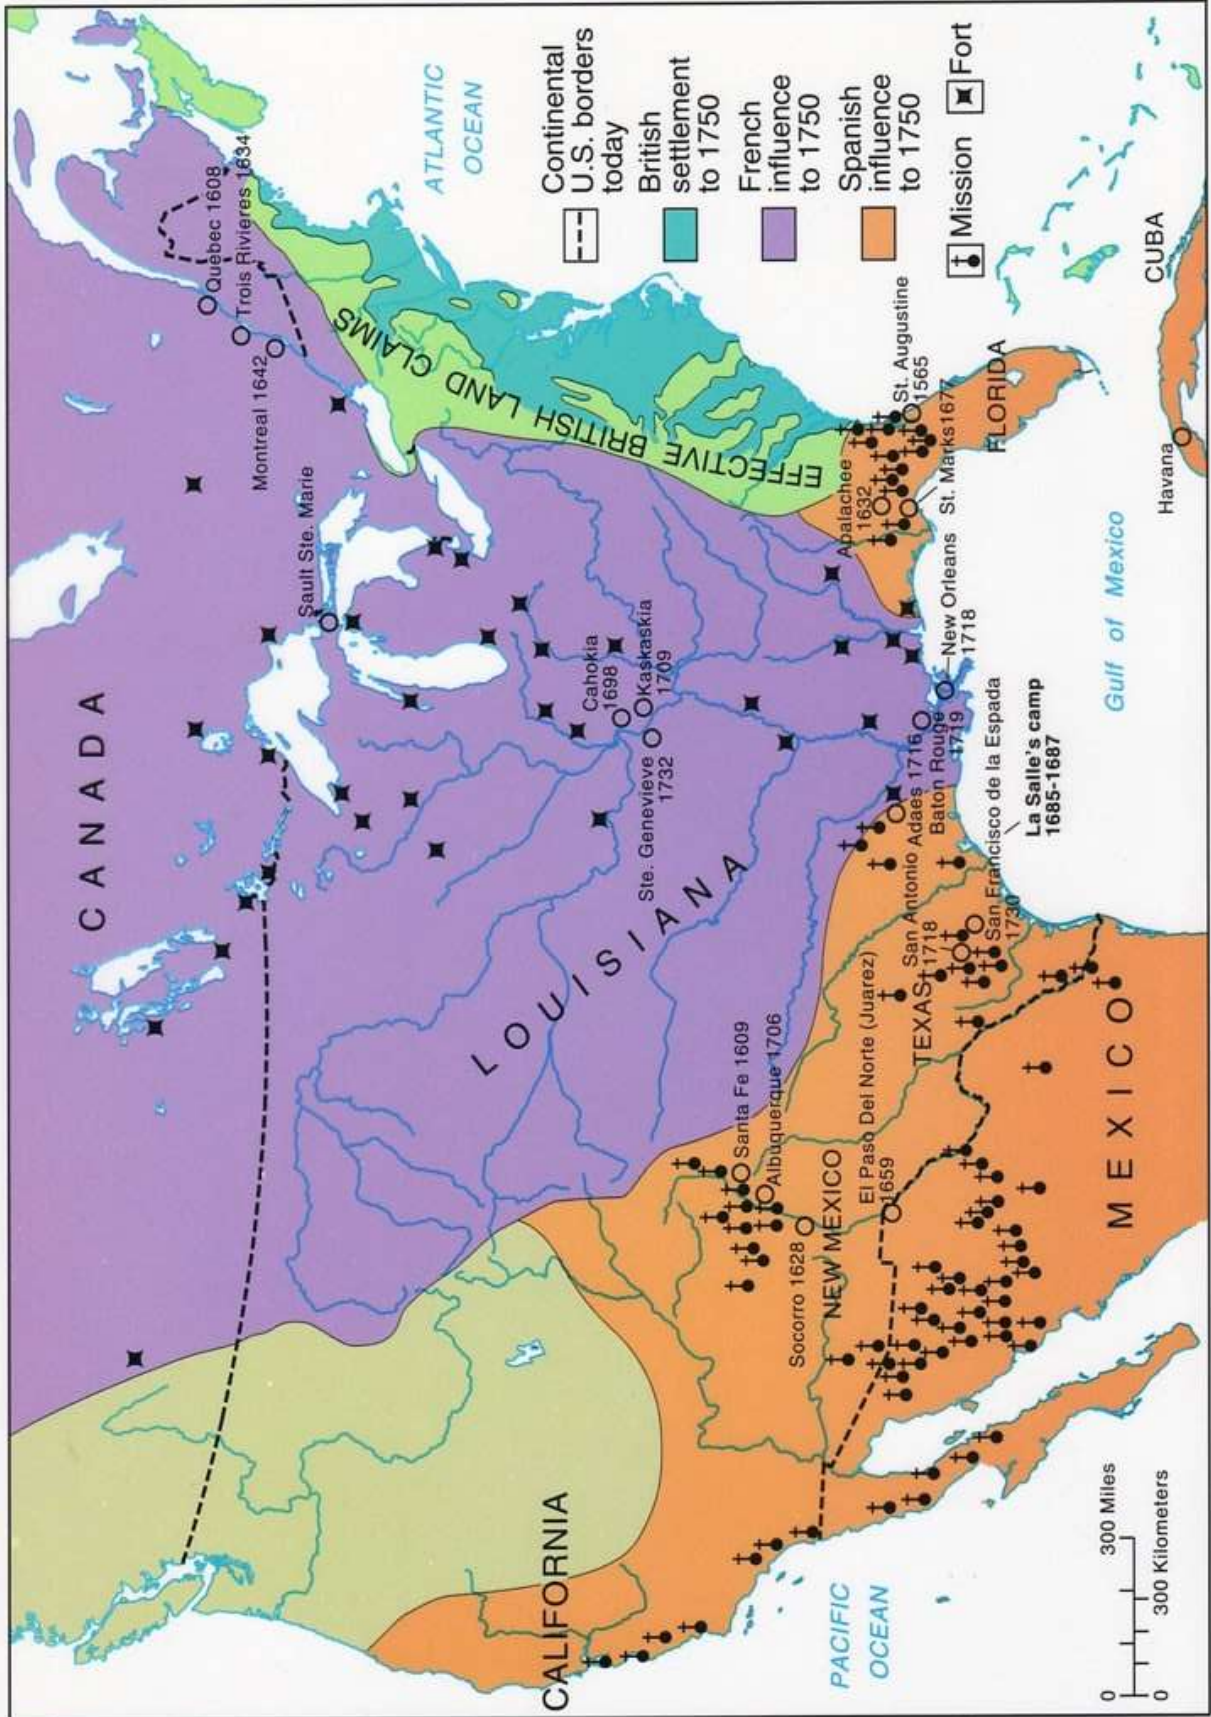 CANADA
Quebec 1608
Trois Rivieres 1634
Montreal 1642
Sault Ste. Marie
ATLANTIC
OCEAN
EFFECTIVE BRITISH LAND CLAIMS
Continental
U.S. borders
today
British
settlement
to 1750
French
influence
to 1750
Spanish
influence
to 1750
Mission
Fort
LOUISIANA
Cahokia
1698
Kaskaskia
1709
Ste. Genevieve
1732
CALIFORNIA
Santa Fe 1609
Albuquerque 1706
Socorro 1628
NEW MEXICO
El Paso Del Norte (Juarez)
1659
TEXAS
San Antonio
1718
Adaes 1716
Baton Rouge
1719
New Orleans
1718
San Francisco de la Espada
1730
La Salle's camp
1685-1687
Apalachee
1632
St. Marks 1677
St. Augustine
1565
FLORIDA
Gulf of Mexico
Havana
CUBA
MEXICO
PACIFIC
OCEAN
0 300 Miles
0 300 Kilometers